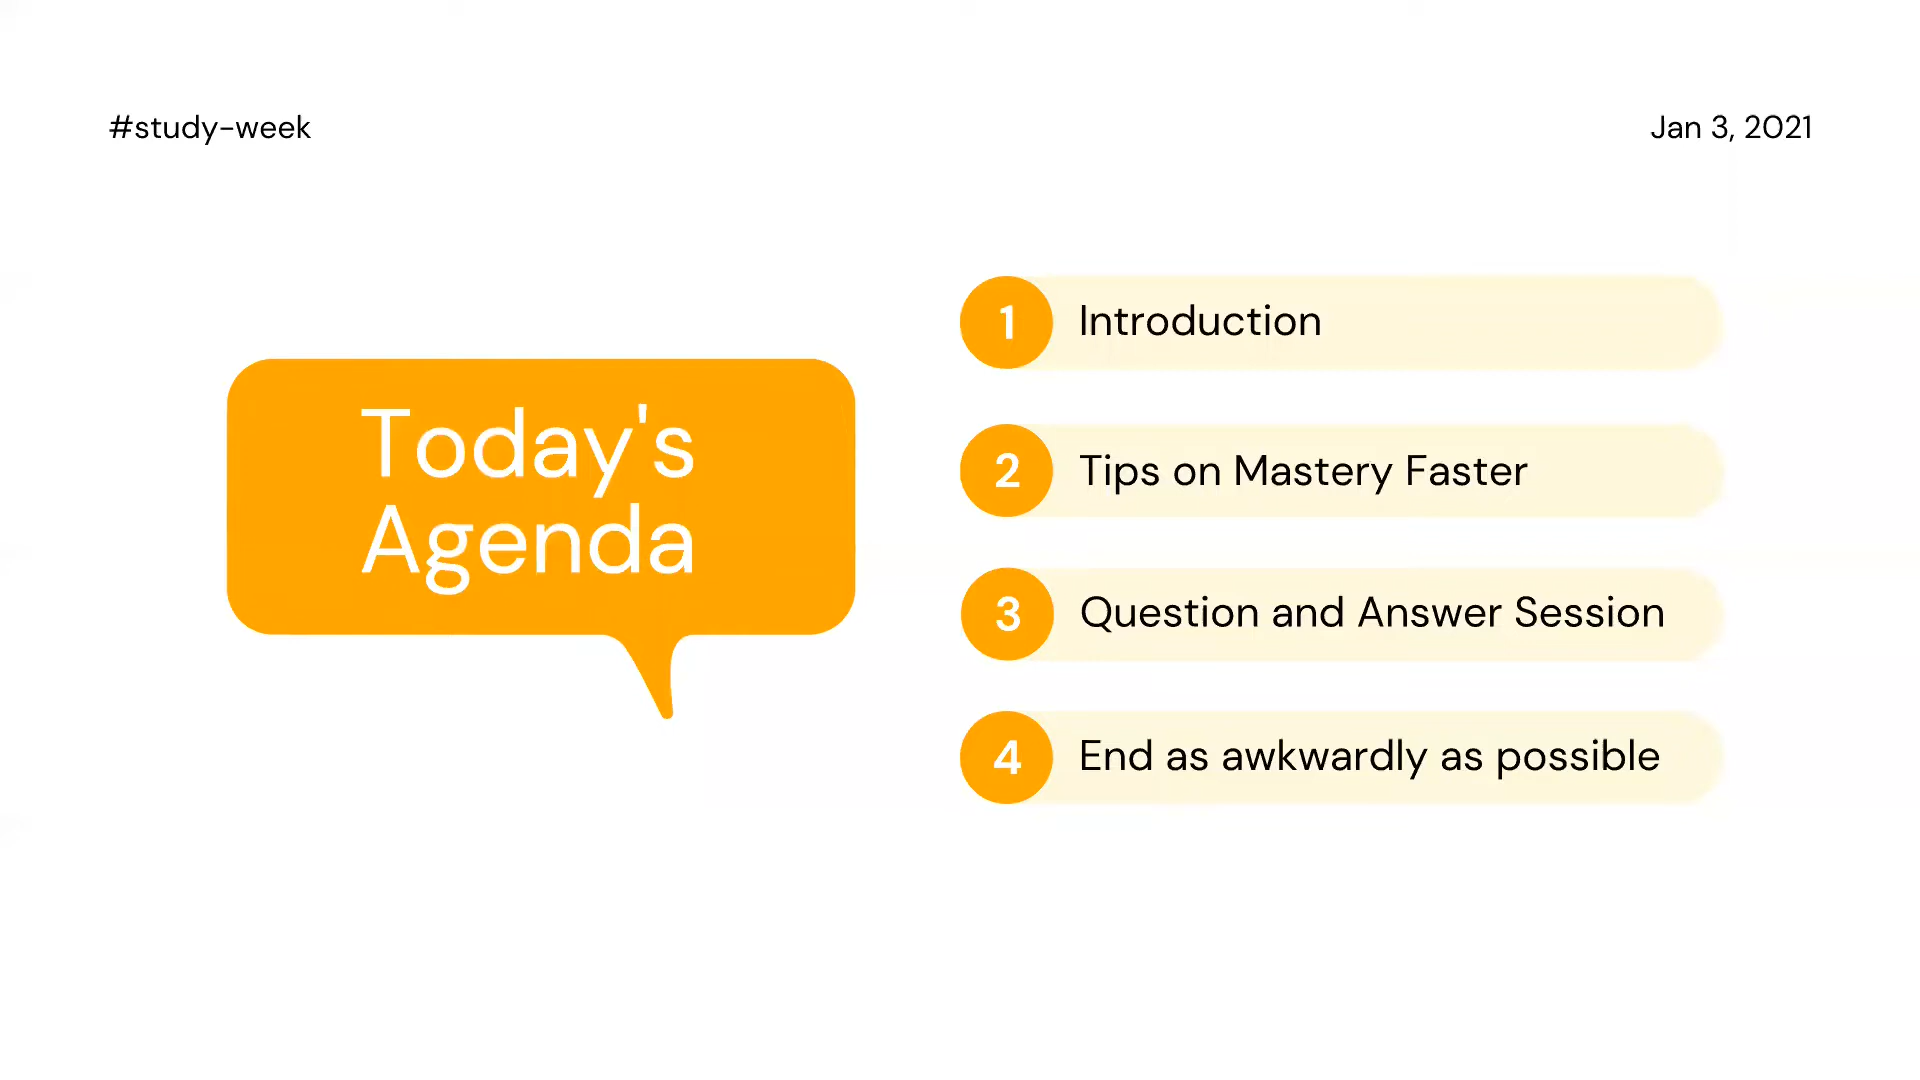 #study-week
Jan 3, 2021
Today's
Agenda
1 Introduction
2 Tips on Mastery Faster
3 Question and Answer Session
4 End as awkwardly as possible